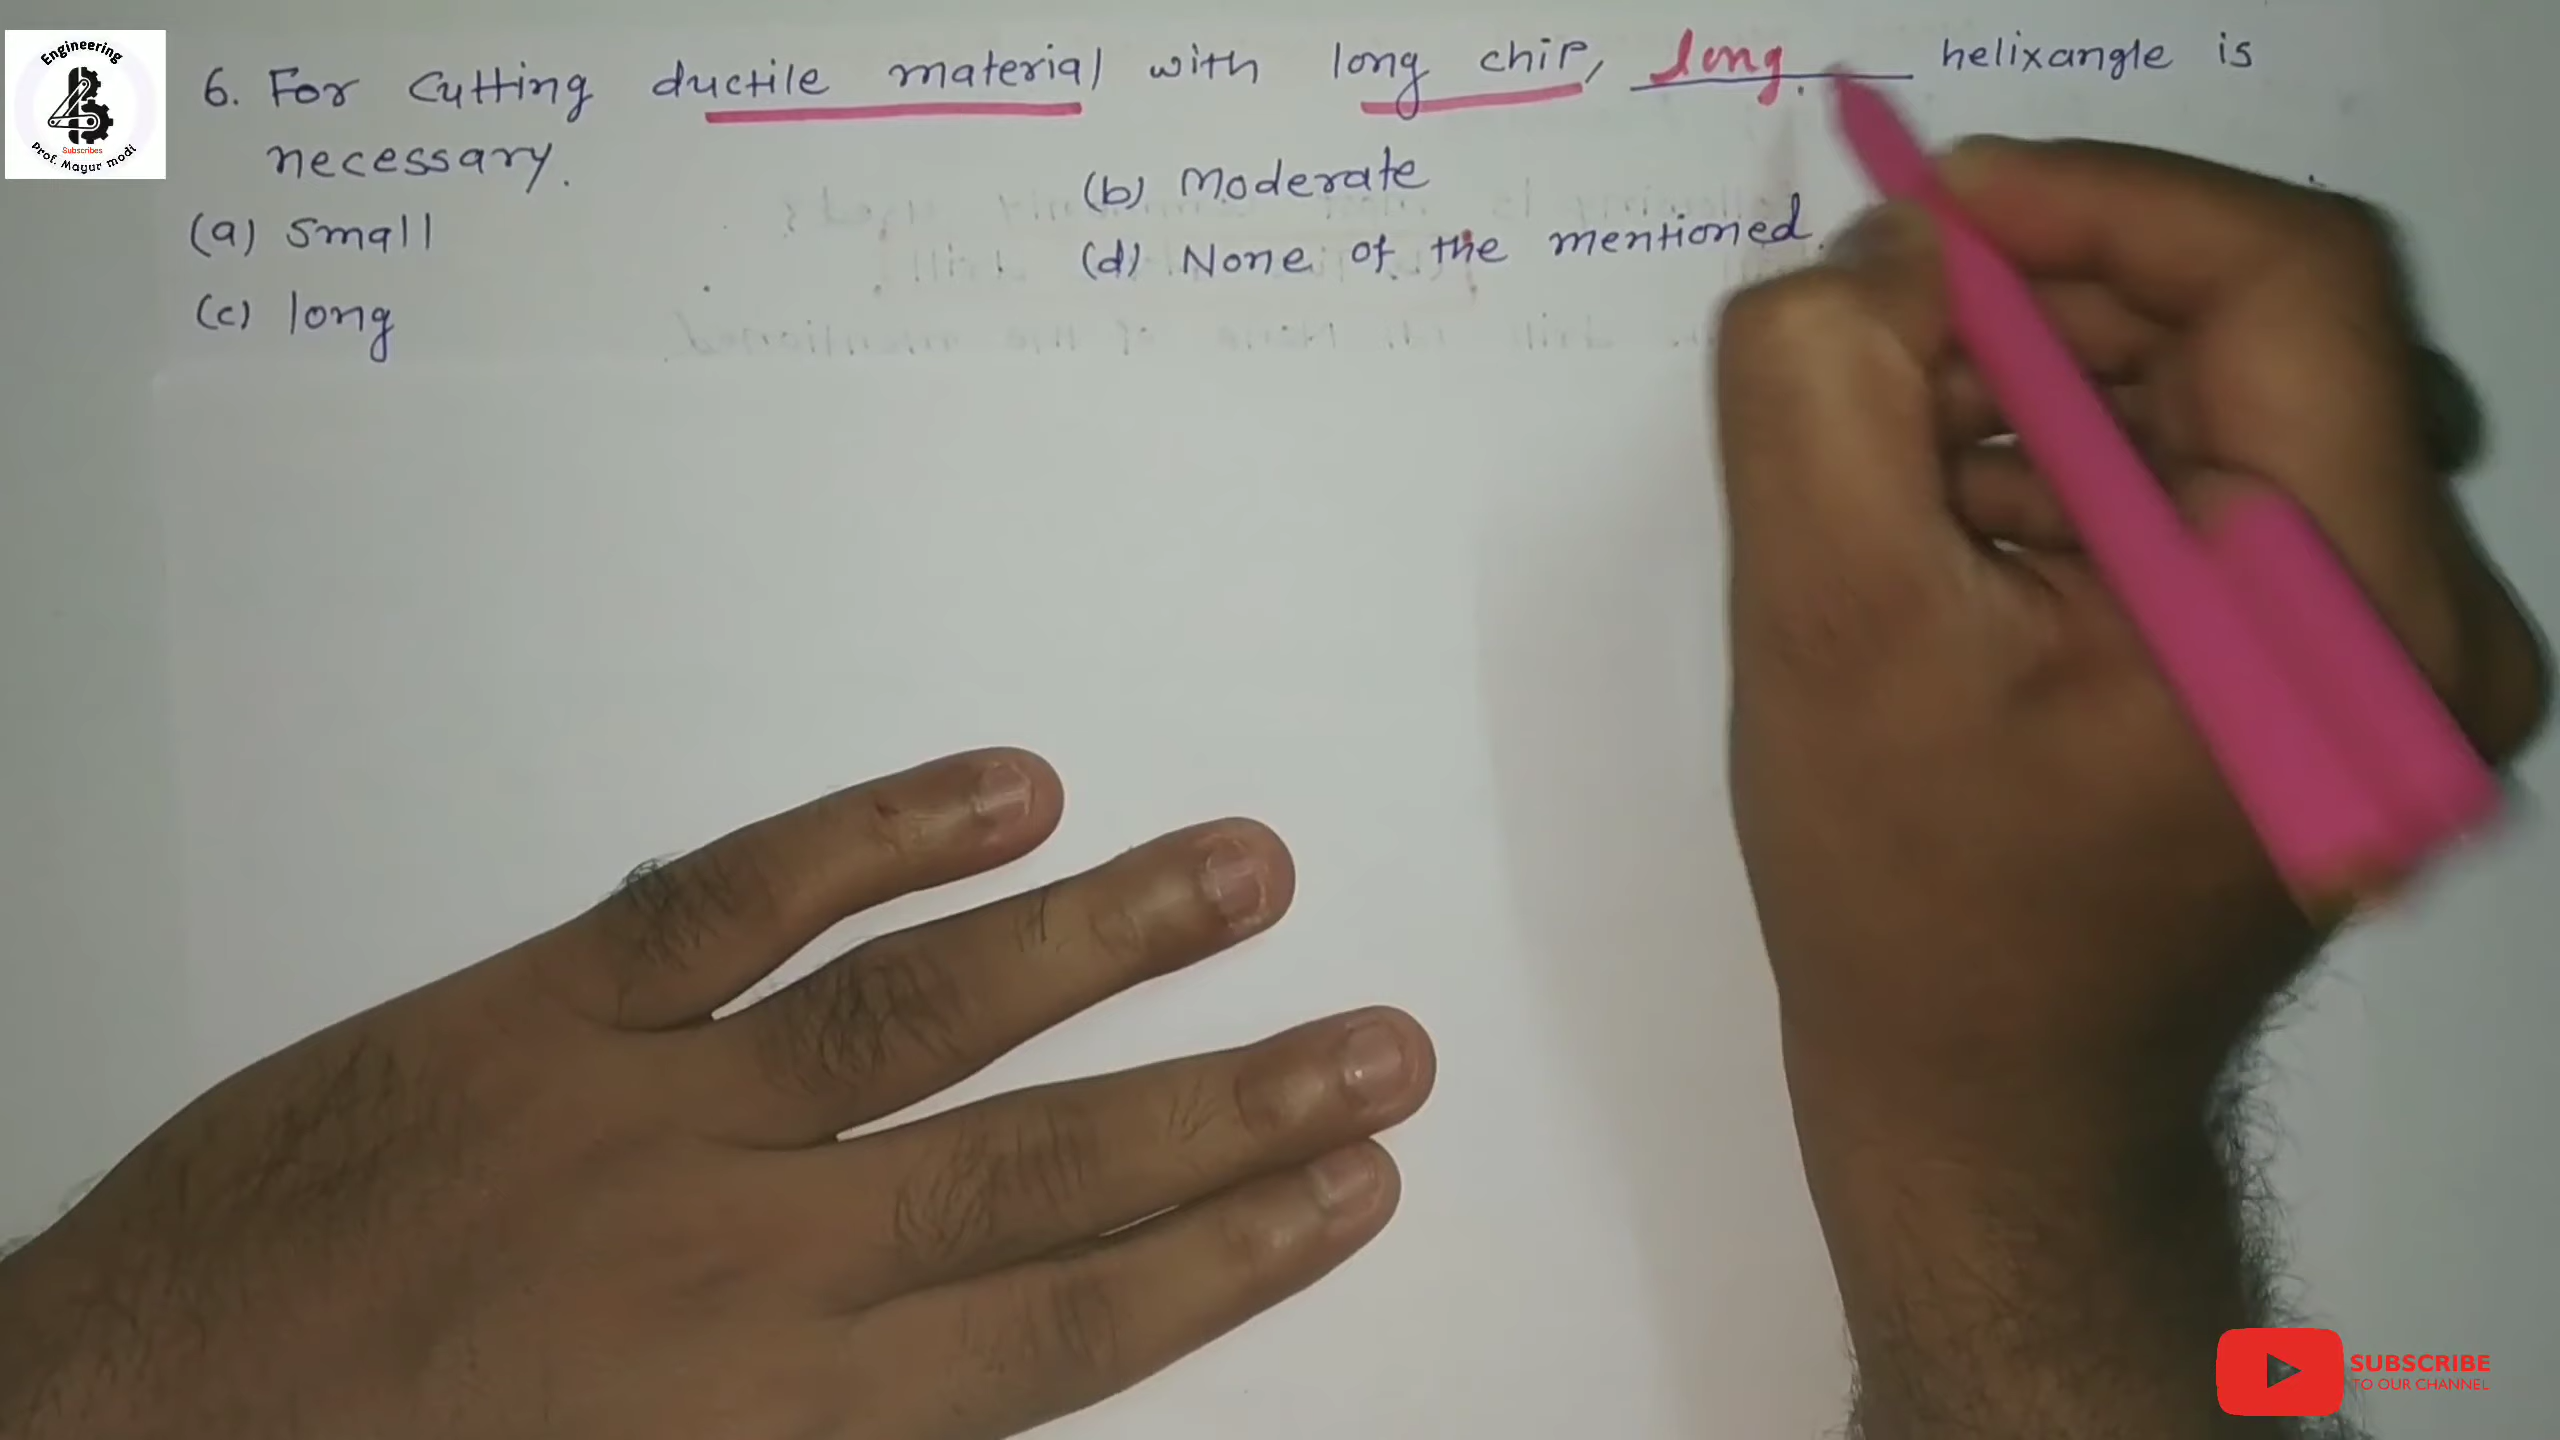 Engineering
Subscribes
Prof. Mayur modi
6. For Cutting ductile material with long chip, long helixangle is
necessary.
(a) Small
(b) Moderate
(c) long
(d) None of the mentioned.
SUBSCRIBE
TO OUR CHANNEL